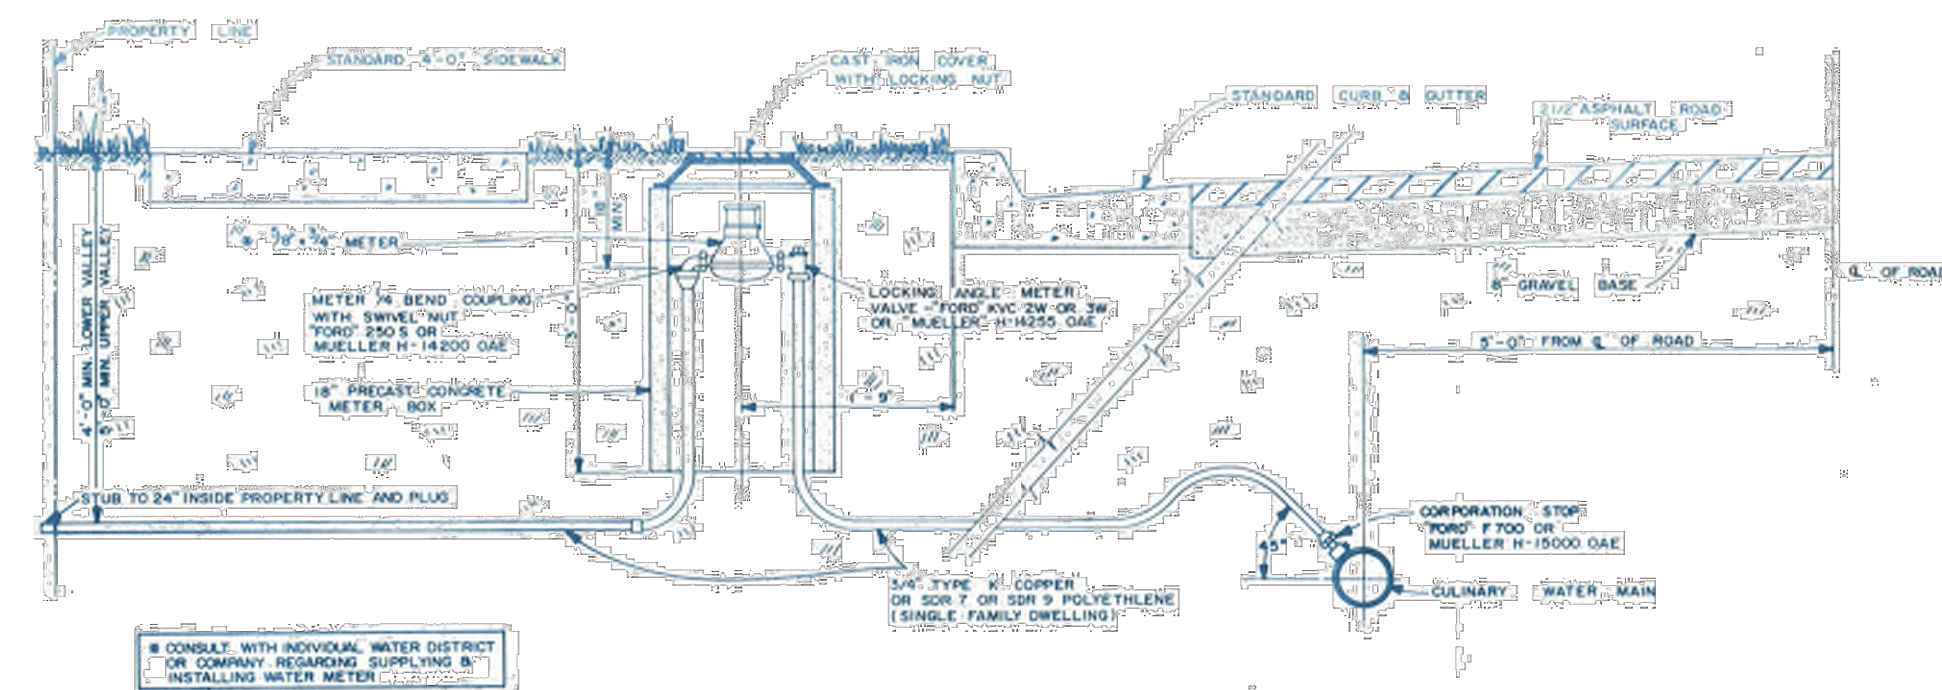 PROPERTY LINE
STANDARD 4'-0" SIDEWALK
CAST IRON COVER
WITH LOCKING NUT
STANDARD CURB & GUTTER
2 1/2" ASPHALT ROAD
SURFACE
4'-0" MIN. LOWER VALLEY
MIN. UPPER VALLEY
METER
MIN.
METER 1/4 BEND COUPLING
WITH SWIVEL NUT
"FORD" 250 S OR
MUELLER H-14200 OAE
LOCKING ANGLE METER
VALVE - "FORD" KVC 2W OR 3W
OR "MUELLER" H-14255 OAE
8" GRAVEL BASE
℄ OF ROAD
5'-0" FROM ℄ OF ROAD
18" PRECAST CONCRETE
METER BOX
1'-9"
STUB TO 24" INSIDE PROPERTY LINE AND PLUG
45°
CORPORATION STOP
"FORD" F 700 OR
MUELLER H-15000 OAE
3/4" TYPE K COPPER
OR SDR 7 OR SDR 9 POLYETHLENE
(SINGLE FAMILY DWELLING)
CULINARY WATER MAIN
CONSULT WITH INDIVIDUAL WATER DISTRICT
OR COMPANY REGARDING SUPPLYING &
INSTALLING WATER METER